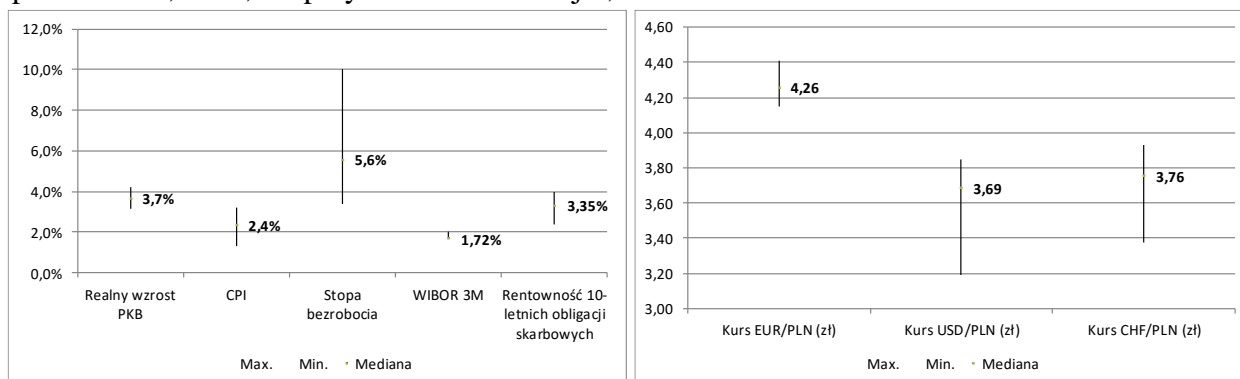 12,0%
10,0%
8,0%
6,0%
4,0%
2,0%
0,0%
3,7%
2,4%
5,6%
1,72%
3,35%
Realny wzrost
PKB
CPI
Stopa
bezrobocia
WIBOR 3M
Rentowność 10-
letnich obligacji
skarbowych
Max. Min. Mediana
4,60
4,40
4,20
4,00
3,80
3,60
3,40
3,20
3,00
4,26
3,69
3,76
Kurs EUR/PLN (zł) Kurs USD/PLN (zł) Kurs CHF/PLN (zł)
Max. Min. Mediana